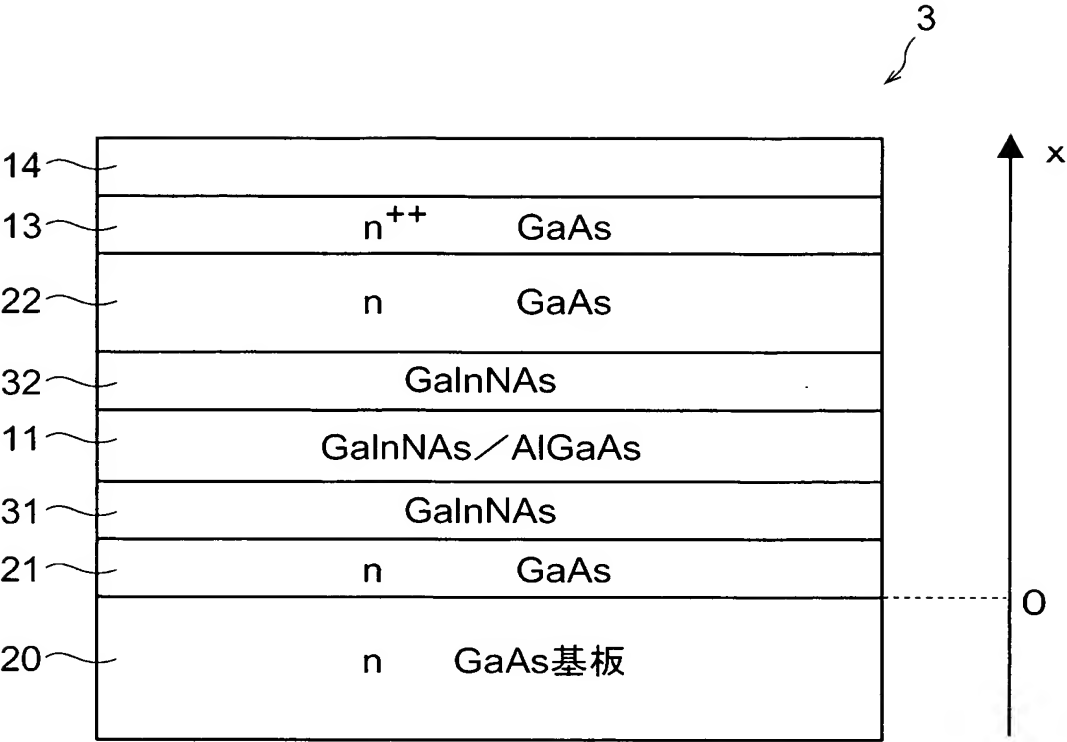 3
x
14
13 n++ GaAs
22 n GaAs
32 GaInNAs
11 GaInNAs／AlGaAs
31 GaInNAs
21 n GaAs
0
20 n GaAs基板